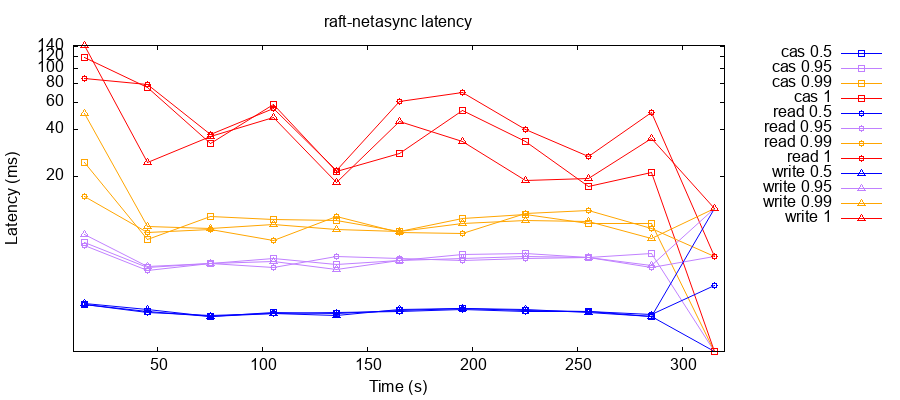 raft-netasync latency
Latency (ms)
140
120
100
80
60
40
20
50
100
150
200
250
300
Time (s)
cas 0.5
cas 0.95
cas 0.99
cas 1
read 0.5
read 0.95
read 0.99
read 1
write 0.5
write 0.95
write 0.99
write 1